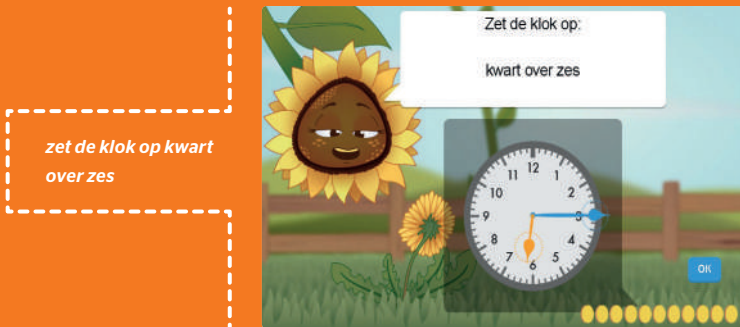 zet de klok op kwart
over zes
Zet de klok op:
kwart over zes
12
11
1
10
2
9
3
8
4
7
5
6
OK